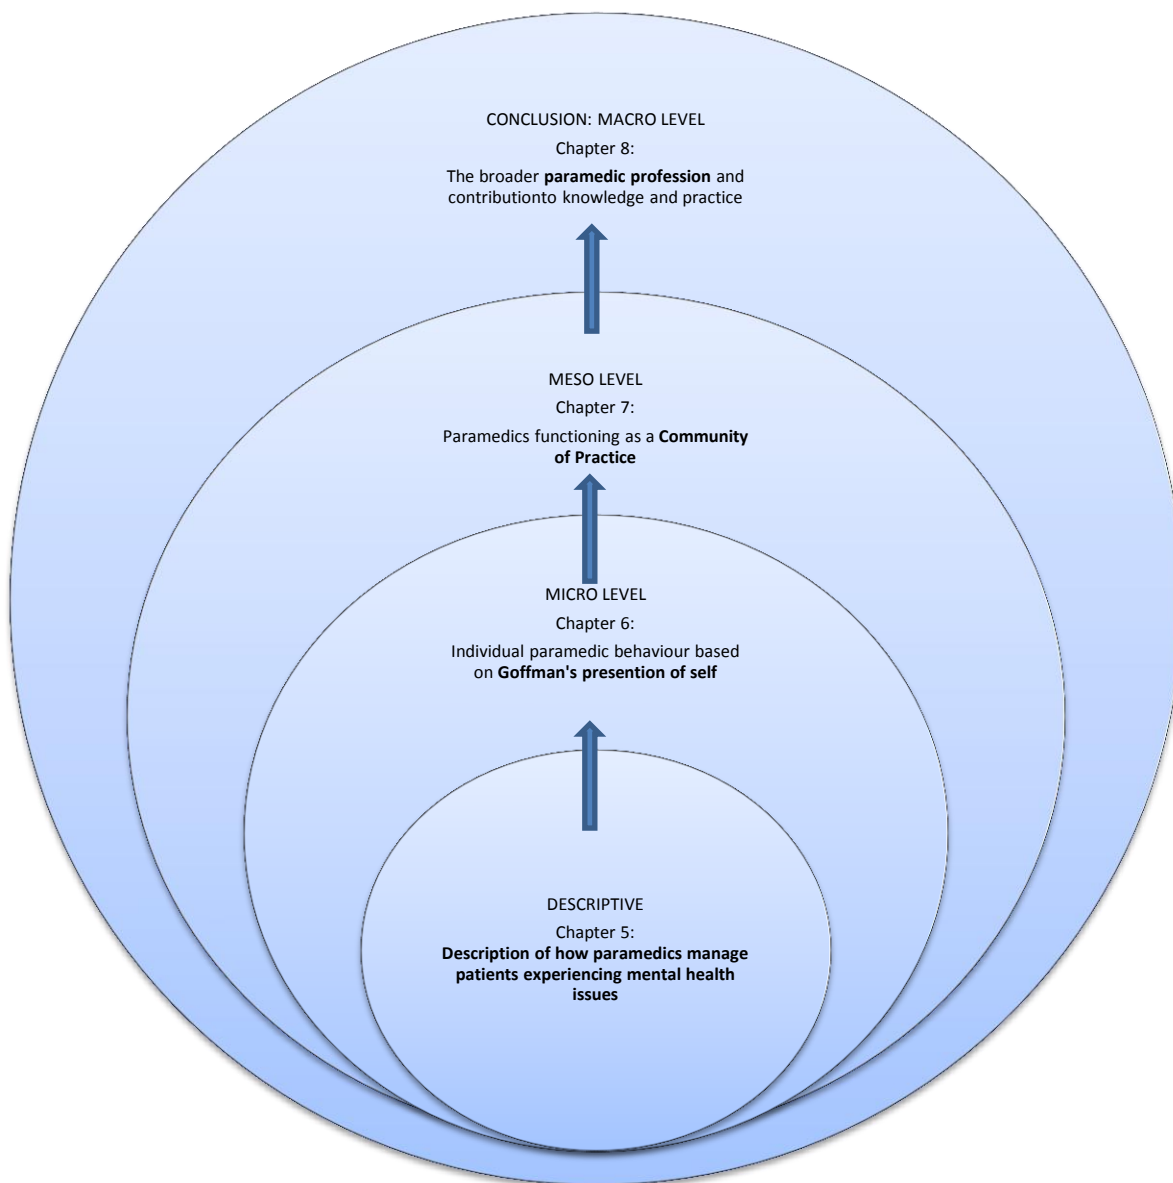 CONCLUSION: MACRO LEVEL
Chapter 8:
The broader paramedic profession and
contributionto knowledge and practice
MESO LEVEL
Chapter 7:
Paramedics functioning as a Community
of Practice
MICRO LEVEL
Chapter 6:
Individual paramedic behaviour based
on Goffman's presention of self
DESCRIPTIVE
Chapter 5:
Description of how paramedics manage
patients experiencing mental health
issues